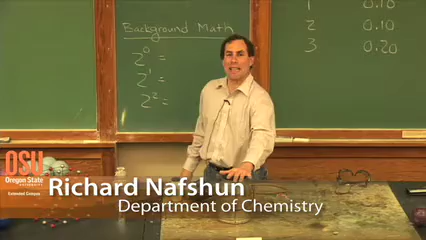 Background Math
2⁰ =
2¹ =
2² =
1 0.10
2 0.10
3 0.20
OSU
Oregon State
UNIVERSITY
Extended Campus
Richard Nafshun
Department of Chemistry